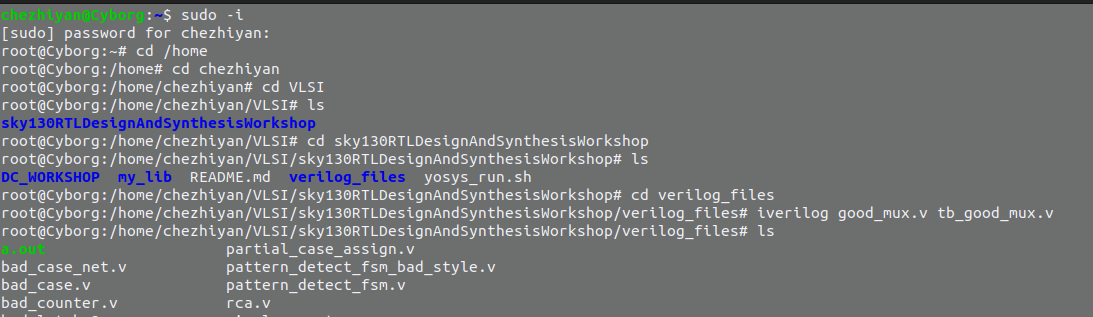 chezhiyan@Cyborg:~$ sudo -i
[sudo] password for chezhiyan:
root@Cyborg:~# cd /home
root@Cyborg:/home# cd chezhiyan
root@Cyborg:/home/chezhiyan# cd VLSI
root@Cyborg:/home/chezhiyan/VLSI# ls
sky130RTLDesignAndSynthesisWorkshop
root@Cyborg:/home/chezhiyan/VLSI# cd sky130RTLDesignAndSynthesisWorkshop
root@Cyborg:/home/chezhiyan/VLSI/sky130RTLDesignAndSynthesisWorkshop# ls
DC_WORKSHOP my_lib README.md verilog_files yosys_run.sh
root@Cyborg:/home/chezhiyan/VLSI/sky130RTLDesignAndSynthesisWorkshop# cd verilog_files
root@Cyborg:/home/chezhiyan/VLSI/sky130RTLDesignAndSynthesisWorkshop/verilog_files# iverilog good_mux.v tb_good_mux.v
root@Cyborg:/home/chezhiyan/VLSI/sky130RTLDesignAndSynthesisWorkshop/verilog_files# ls
a.out partial_case_assign.v
bad_case_net.v pattern_detect_fsm_bad_style.v
bad_case.v pattern_detect_fsm.v
bad_counter.v rca.v